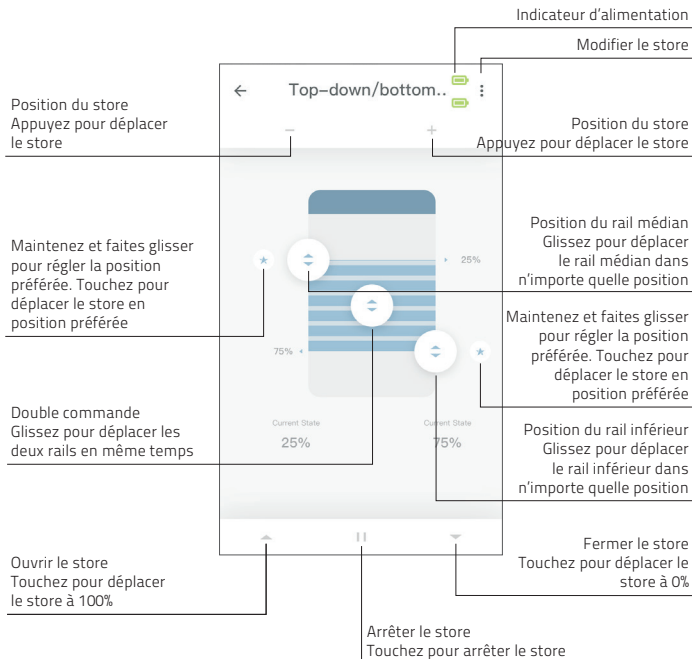 Indicateur d'alimentation
Modifier le store
Top-down/bottom..
Position du store
Appuyez pour déplacer
le store
−
+
Position du store
Appuyez pour déplacer le store
Maintenez et faites glisser
pour régler la position
préférée. Touchez pour
déplacer le store en
position préférée
25%
Position du rail médian
Glissez pour déplacer
le rail médian dans
n'importe quelle position
75%
Maintenez et faites glisser
pour régler la position
préférée. Touchez pour
déplacer le store en
position préférée
Double commande
Glissez pour déplacer les
deux rails en même temps
Current State
25%
Current State
75%
Position du rail inférieur
Glissez pour déplacer
le rail inférieur dans
n'importe quelle position
Ouvrir le store
Touchez pour déplacer
le store à 100%
Fermer le store
Touchez pour déplacer le
store à 0%
Arrêter le store
Touchez pour arrêter le store